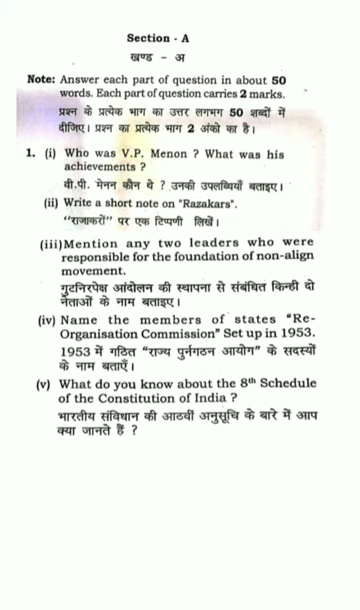 Section - A
खण्ड - अ
Note: Answer each part of question in about 50
words. Each part of question carries 2 marks.
प्रश्न के प्रत्येक भाग का उत्तर लगभग 50 शब्दों में
दीजिए। प्रश्न का प्रत्येक भाग 2 अंको का है।
1. (i) Who was V.P. Menon ? What was his
achievements ?
वी.पी. मेनन कौन थे ? उनकी उपलब्धियाँ बताइए।
(ii) Write a short note on "Razakars".
"राजाकरों" पर एक टिप्पणी लिखें।
(iii)Mention any two leaders who were
responsible for the foundation of non-align
movement.
गुटनिरपेक्ष आंदोलन की स्थापना से संबंधित किन्ही दो
नेताओं के नाम बताइए।
(iv) Name the members of states “Re-
Organisation Commission” Set up in 1953.
1953 में गठित “राज्य पुर्नगठन आयोग” के सदस्यों
के नाम बताएँ।
(v) What do you know about the 8th Schedule
of the Constitution of India ?
भारतीय संविधान की आठवीं अनुसूचि के बारे में आप
क्या जानते हैं ?